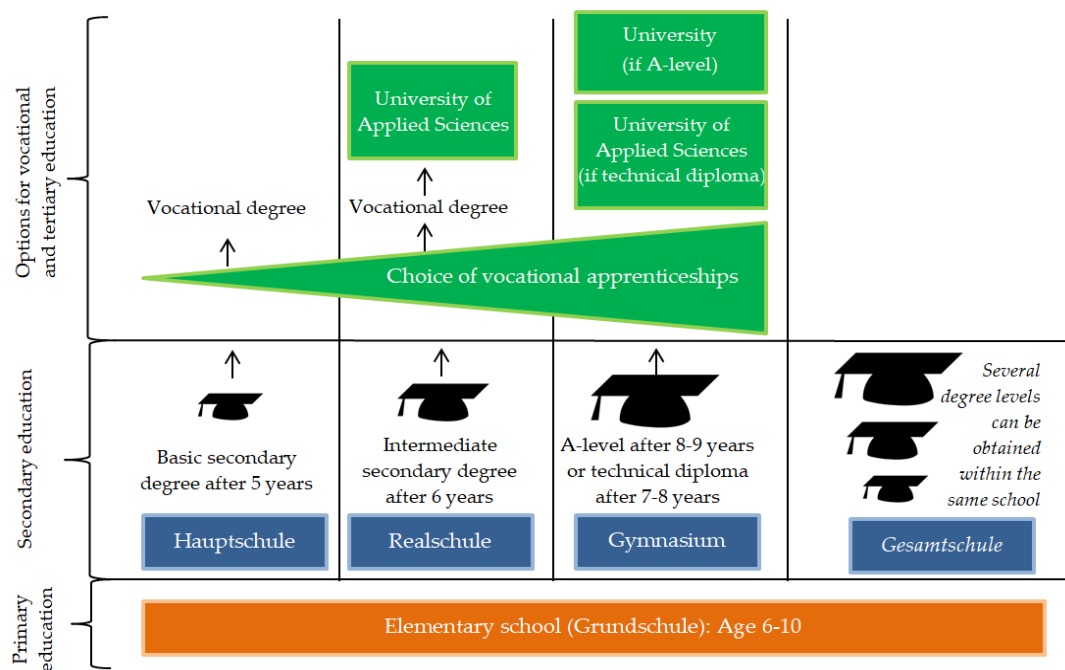 Options for vocational
and tertiary education
University
(if A-level)
University of
Applied Sciences
University of
Applied Sciences
(if technical diploma)
Vocational degree
Vocational degree
Choice of vocational apprenticeships
Secondary education
Basic secondary
degree after 5 years
Intermediate
secondary degree
after 6 years
A-level after 8-9 years
or technical diploma
after 7-8 years
Several
degree levels
can be
obtained
within the
same school
Hauptschule
Realschule
Gymnasium
Gesamtschule
Primary
education
Elementary school (Grundschule): Age 6-10